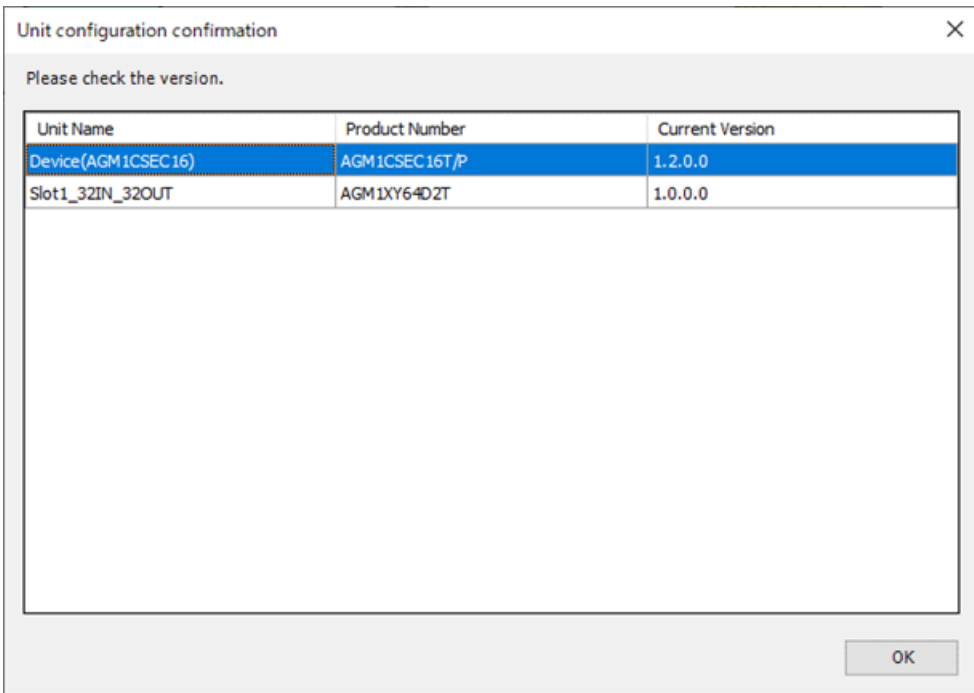 Unit configuration confirmation
Please check the version.
Unit Name Product Number Current Version
Device(AGM1CSEC16) AGM1CSEC16T/P 1.2.0.0
Slot1_32IN_32OUT AGM1XY64D2T 1.0.0.0
OK